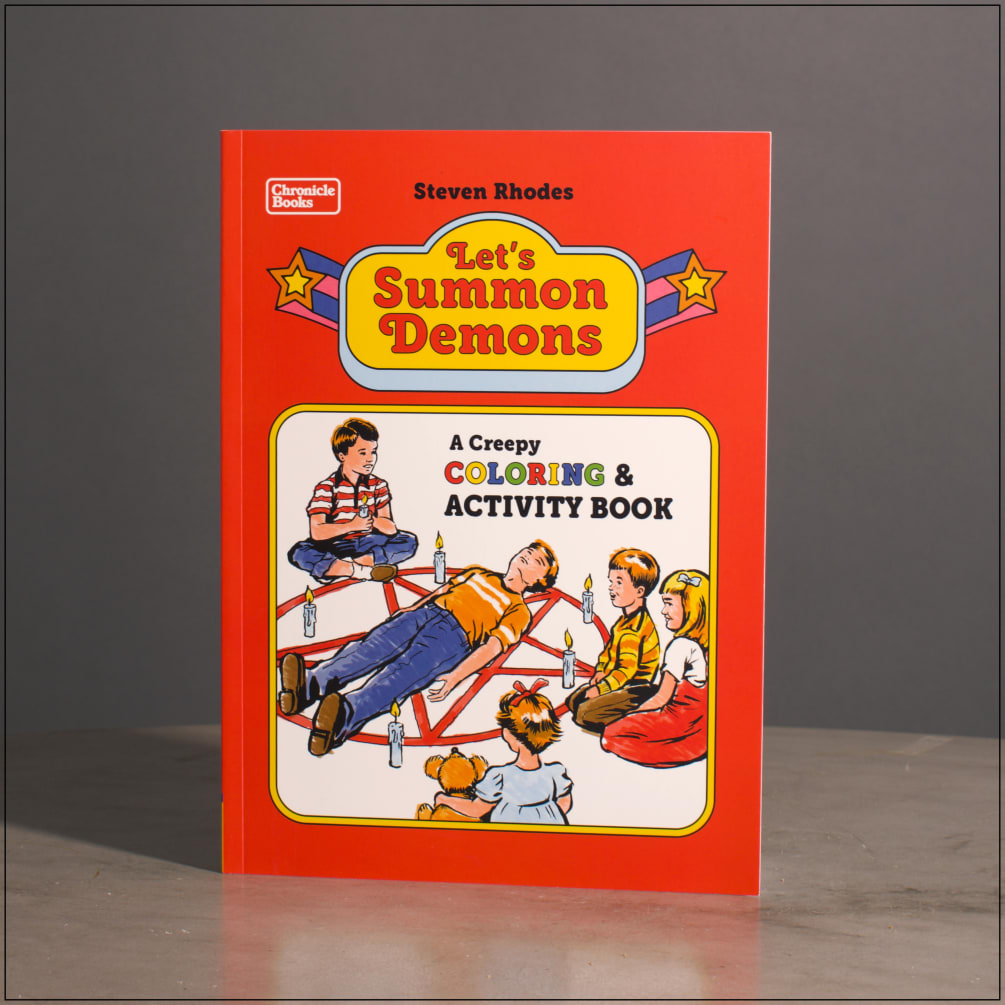 Chronicle
Books
Steven Rhodes
Let's
Summon
Demons
A Creepy
COLORING &
ACTIVITY BOOK